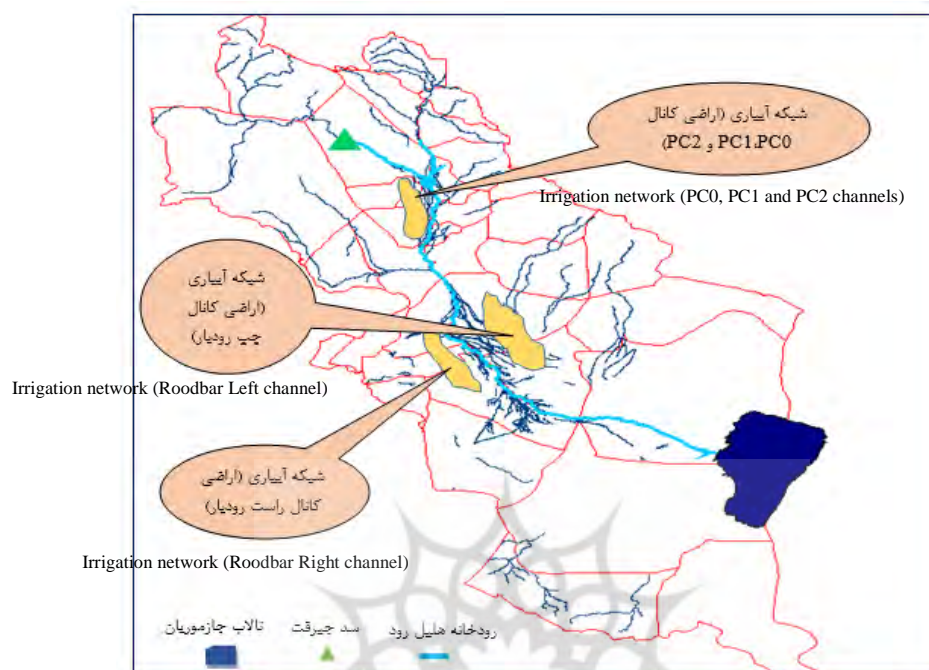 شبکه آبیاری (اراضی کانال
PC1،PC0 و PC2)
Irrigation network (PC0, PC1 and PC2 channels)
شبکه آبیاری
(اراضی کانال
چپ رودبار)
Irrigation network (Roodbar Left channel)
شبکه آبیاری (اراضی
کانال راست رودبار)
Irrigation network (Roodbar Right channel)
رودخانه هلیل رود
سد جیرفت
تالاب جازموریان